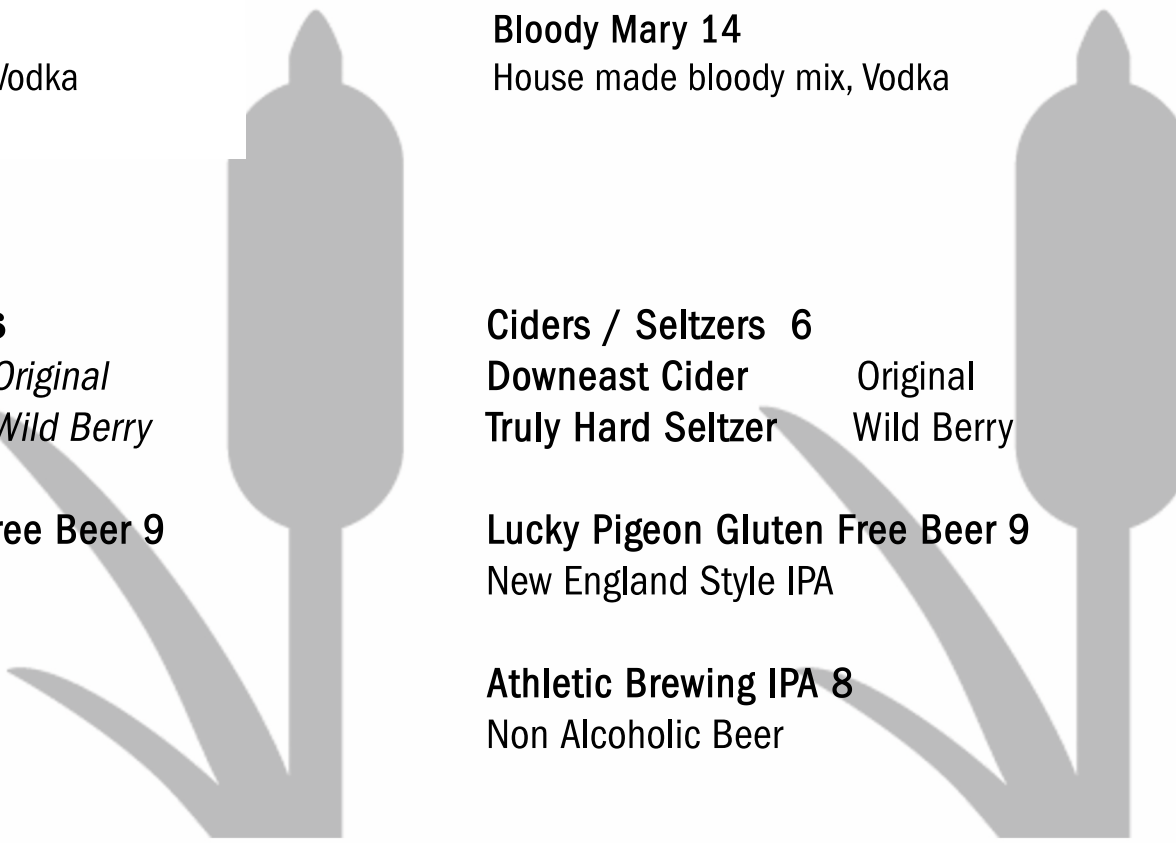 Vodka
Original
Wild Berry
Free Beer 9
Bloody Mary 14
House made bloody mix, Vodka
Ciders / Seltzers 6
Downeast Cider Original
Truly Hard Seltzer Wild Berry
Lucky Pigeon Gluten Free Beer 9
New England Style IPA
Athletic Brewing IPA 8
Non Alcoholic Beer